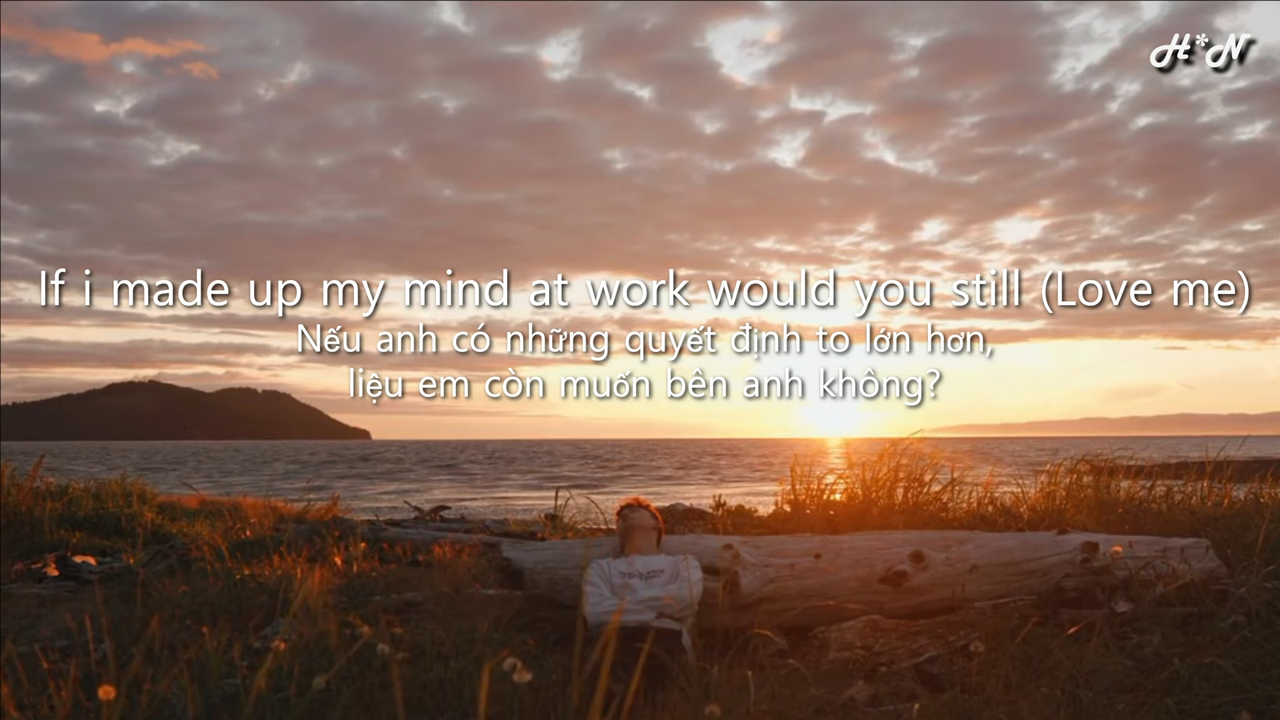 H*N
If i made up my mind at work would you still (Love me)
Nếu anh có những quyết định to lớn hơn,
liệu em còn muốn bên anh không?